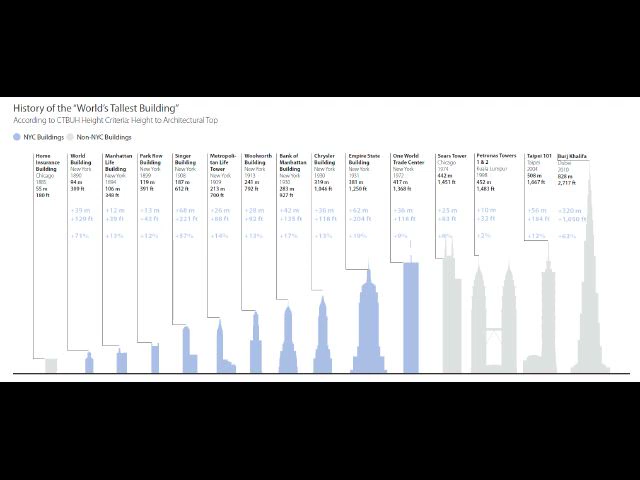 History of the "World's Tallest Building"
According to CTBUH Height Criteria: Height to Architectural Top
NYC Buildings
Non-NYC Buildings
Home
Insurance
Building
Chicago
1885
55 m
180 ft
World
Building
New York
1890
94 m
309 ft
+39 m
+129 ft
+71%
Manhattan
Life
Building
New York
1894
106 m
348 ft
+12 m
+39 ft
+13%
Park Row
Building
New York
1899
119 m
391 ft
+13 m
+43 ft
+12%
Singer
Building
New York
1908
187 m
612 ft
+68 m
+221 ft
+57%
Metropoli-
tan Life
Tower
New York
1909
213 m
700 ft
+26 m
+88 ft
+14%
Woolworth
Building
New York
1913
241 m
792 ft
+28 m
+92 ft
+13%
Bank of
Manhattan
Building
New York
1930
283 m
927 ft
+42 m
+135 ft
+17%
Chrysler
Building
New York
1930
319 m
1,046 ft
+36 m
+118 ft
+13%
Empire State
Building
New York
1931
381 m
1,250 ft
+62 m
+204 ft
+19%
One World
Trade Center
New York
1972
417 m
1,368 ft
+36 m
+118 ft
+9%
Sears Tower
Chicago
1974
442 m
1,451 ft
+25 m
+83 ft
Petronas Towers
1 & 2
Kuala Lumpur
1998
452 m
1,483 ft
+10 m
+32 ft
+2%
Taipei 101
Taipei
2004
508 m
1,667 ft
+56 m
+184 ft
+12%
Burj Khalifa
Dubai
2010
828 m
2,717 ft
+320 m
+1,050 ft
+63%